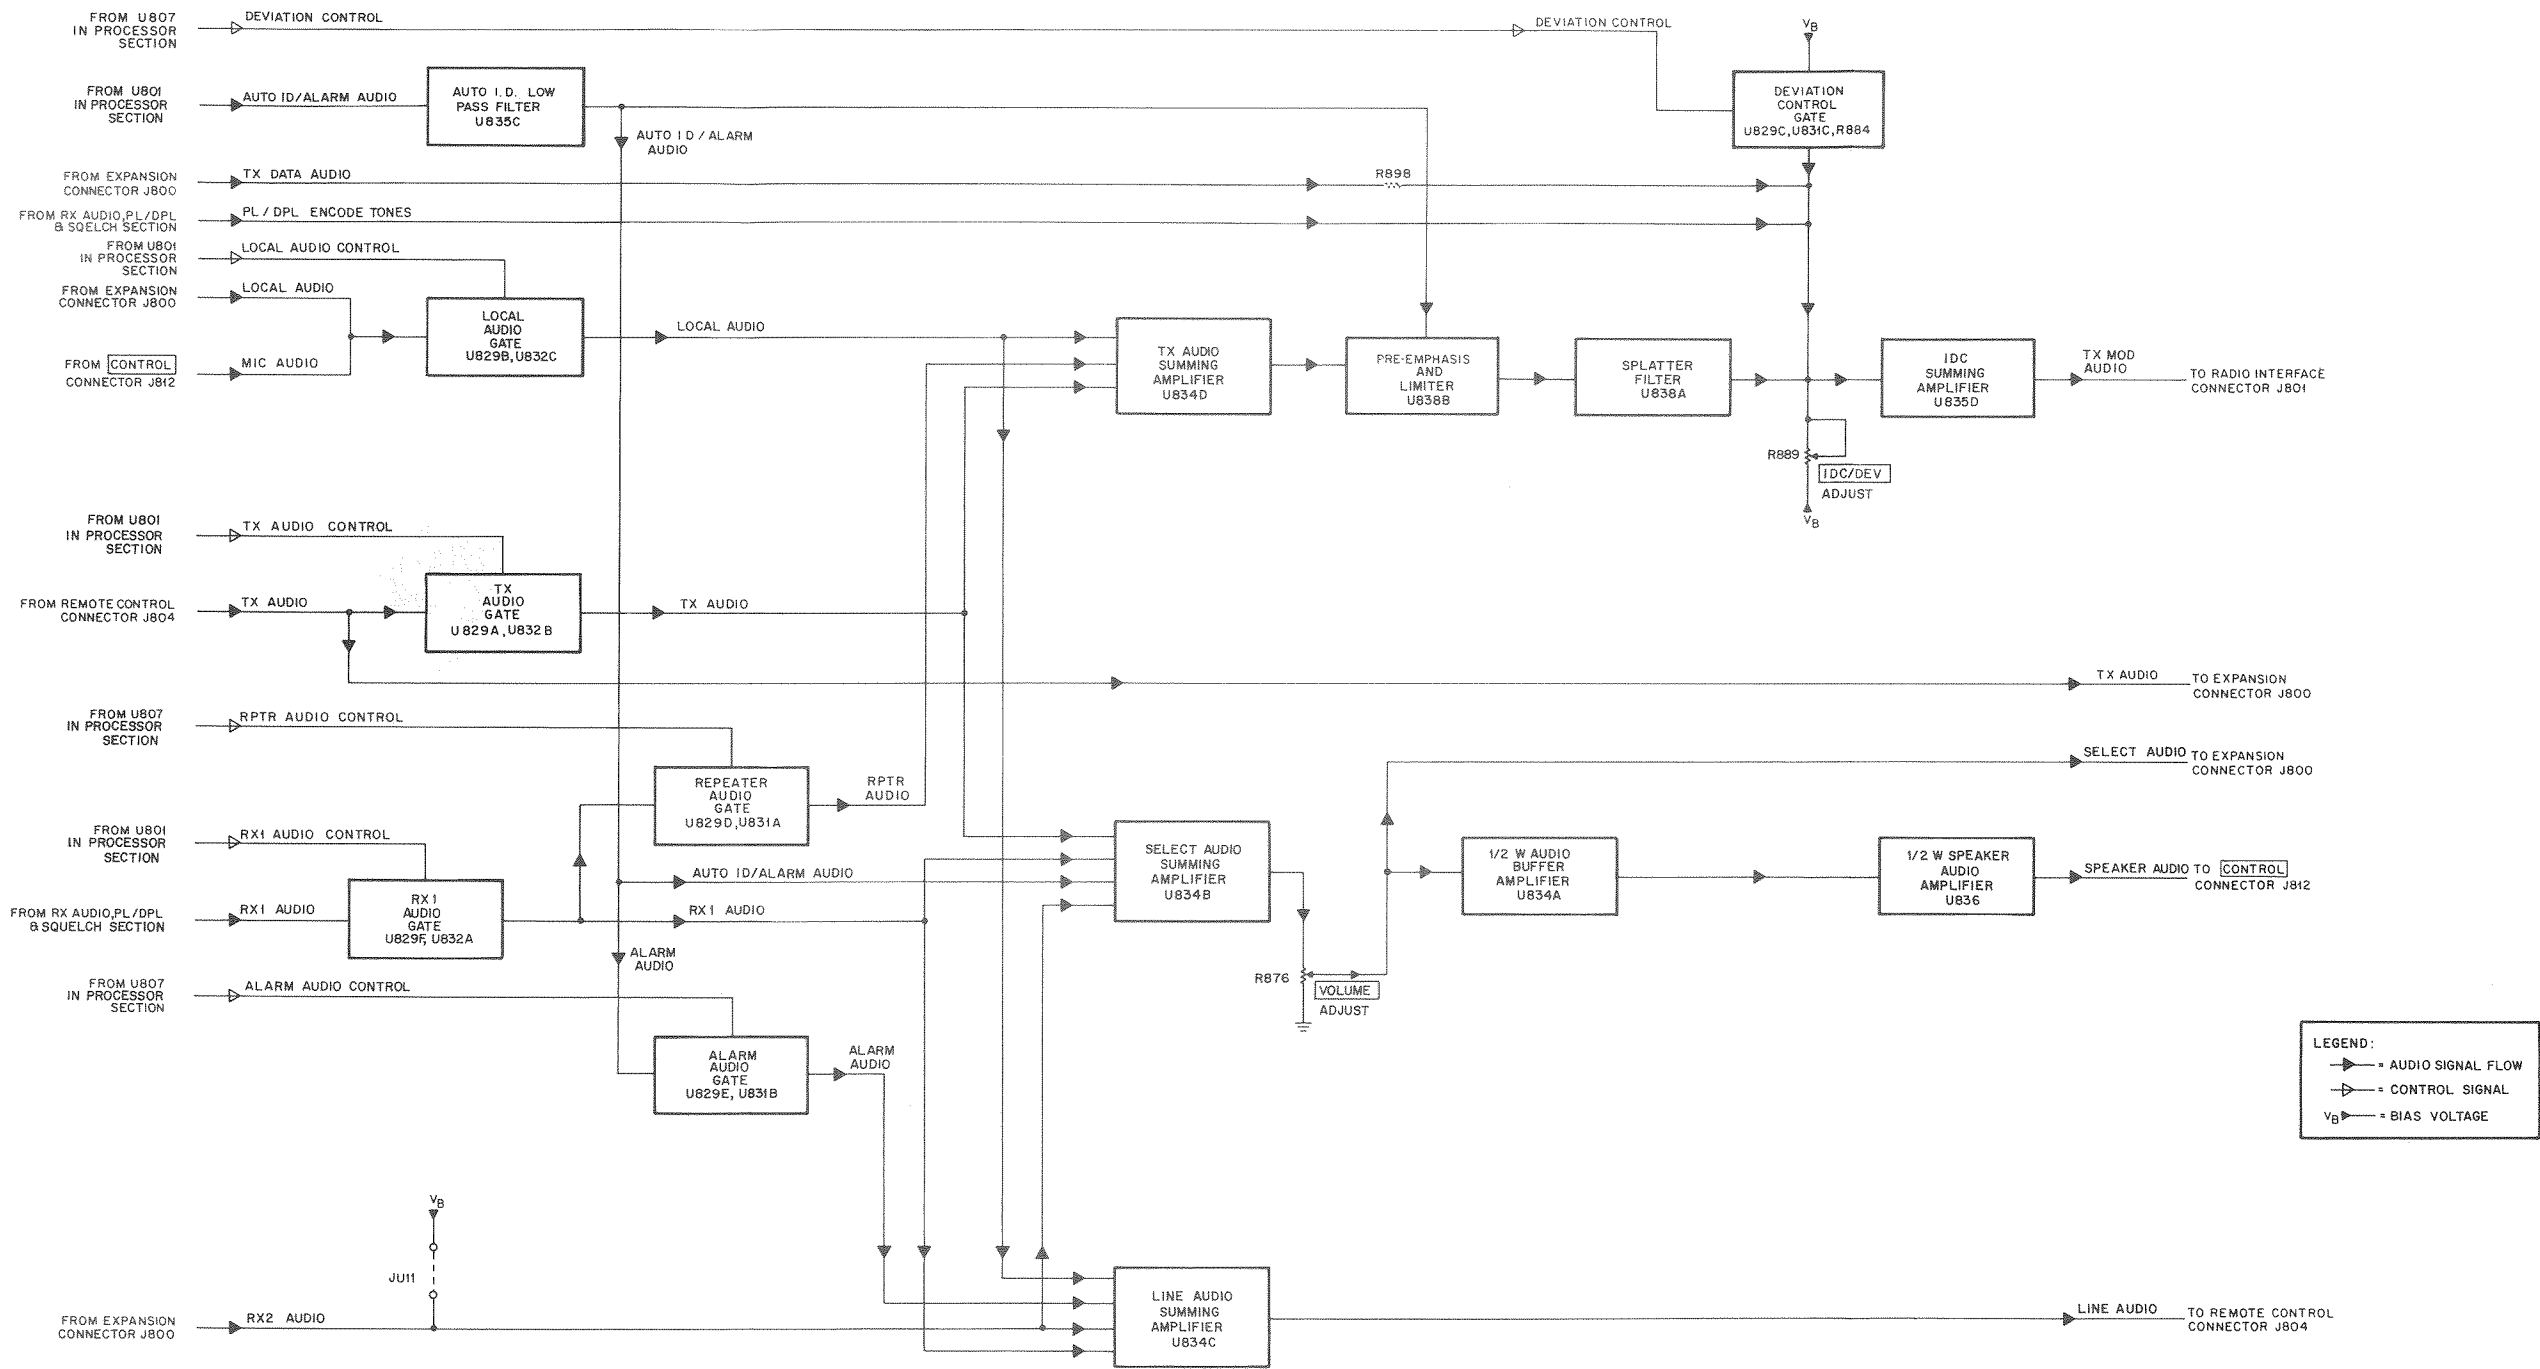 FROM U807
IN PROCESSOR
SECTION
DEVIATION CONTROL
DEVIATION CONTROL
VB
FROM U801
IN PROCESSOR
SECTION
AUTO ID/ALARM AUDIO
AUTO I.D. LOW
PASS FILTER
U835C
AUTO ID/ALARM
AUDIO
DEVIATION
CONTROL
GATE
U829C,U831C,R884
FROM EXPANSION
CONNECTOR J800
TX DATA AUDIO
R898
FROM RX AUDIO,PL/DPL
& SQELCH SECTION
PL/DPL ENCODE TONES
FROM U801
IN PROCESSOR
SECTION
LOCAL AUDIO CONTROL
FROM EXPANSION
CONNECTOR J800
LOCAL AUDIO
LOCAL
AUDIO
GATE
U829B,U832C
LOCAL AUDIO
FROM CONTROL
CONNECTOR J812
MIC AUDIO
TX AUDIO
SUMMING
AMPLIFIER
U834D
PRE-EMPHASIS
AND
LIMITER
U838B
SPLATTER
FILTER
U838A
IDC
SUMMING
AMPLIFIER
U835D
TX MOD
AUDIO
TO RADIO INTERFACE
CONNECTOR J801
R889
IDC/DEV
ADJUST
VB
FROM U801
IN PROCESSOR
SECTION
TX AUDIO CONTROL
FROM REMOTE CONTROL
CONNECTOR J804
TX AUDIO
TX
AUDIO
GATE
U829A,U832B
TX AUDIO
TX AUDIO
TO EXPANSION
CONNECTOR J800
FROM U807
IN PROCESSOR
SECTION
RPTR AUDIO CONTROL
REPEATER
AUDIO
GATE
U829D,U831A
RPTR
AUDIO
SELECT AUDIO
TO EXPANSION
CONNECTOR J800
FROM U801
IN PROCESSOR
SECTION
RX1 AUDIO CONTROL
AUTO ID/ALARM AUDIO
SELECT AUDIO
SUMMING
AMPLIFIER
U834B
1/2 W AUDIO
BUFFER
AMPLIFIER
U834A
1/2 W SPEAKER
AUDIO
AMPLIFIER
U836
SPEAKER AUDIO
TO CONTROL
CONNECTOR J812
FROM RX AUDIO,PL/DPL
& SQUELCH SECTION
RX1 AUDIO
RX1
AUDIO
GATE
U829F, U832A
RX1 AUDIO
ALARM
AUDIO
R876
VOLUME
ADJUST
FROM U807
IN PROCESSOR
SECTION
ALARM AUDIO CONTROL
ALARM
AUDIO
GATE
U829E, U831B
ALARM
AUDIO
LEGEND:
= AUDIO SIGNAL FLOW
= CONTROL SIGNAL
VB = BIAS VOLTAGE
VB
JU11
FROM EXPANSION
CONNECTOR J800
RX2 AUDIO
LINE AUDIO
SUMMING
AMPLIFIER
U834C
LINE AUDIO
TO REMOTE CONTROL
CONNECTOR J804